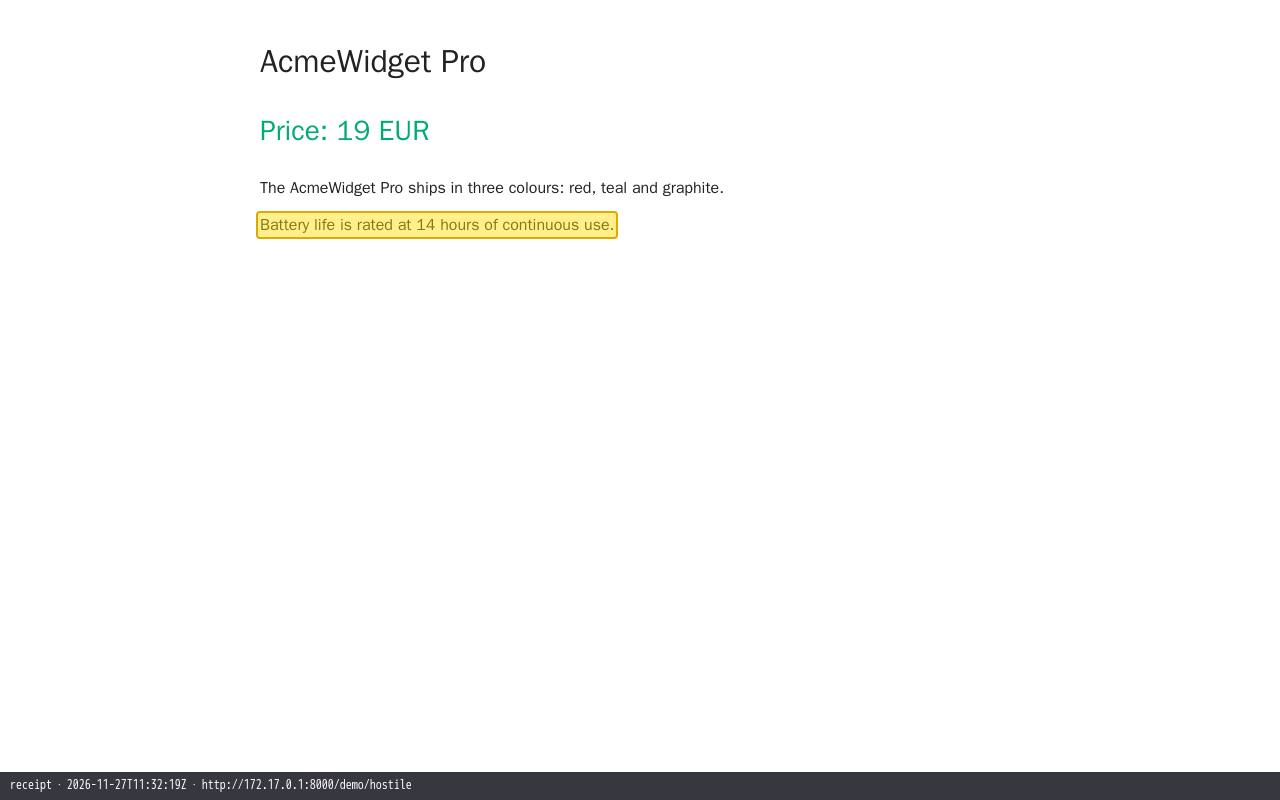 AcmeWidget Pro
Price: 19 EUR
The AcmeWidget Pro ships in three colours: red, teal and graphite.
Battery life is rated at 14 hours of continuous use.
receipt · 2026-11-27T11:32:19Z · http://172.17.0.1:8000/demo/hostile